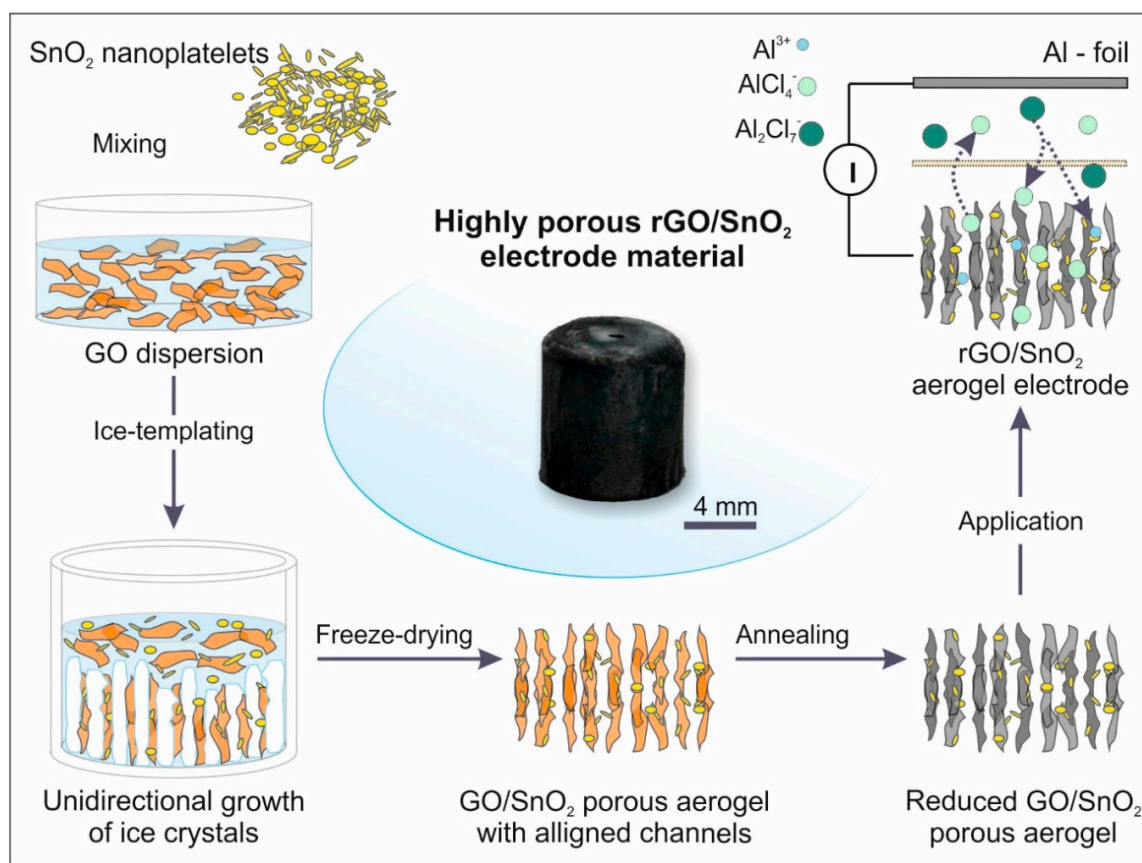 SnO₂ nanoplatelets
Mixing
GO dispersion
Ice-templating
Unidirectional growth
of ice crystals
Freeze-drying
GO/SnO₂ porous aerogel
with alligned channels
Annealing
Reduced GO/SnO₂
porous aerogel
Application
rGO/SnO₂
aerogel electrode
Highly porous rGO/SnO₂
electrode material
4 mm
Al³⁺
AlCl₄⁻
Al₂Cl₇⁻
Al - foil
I